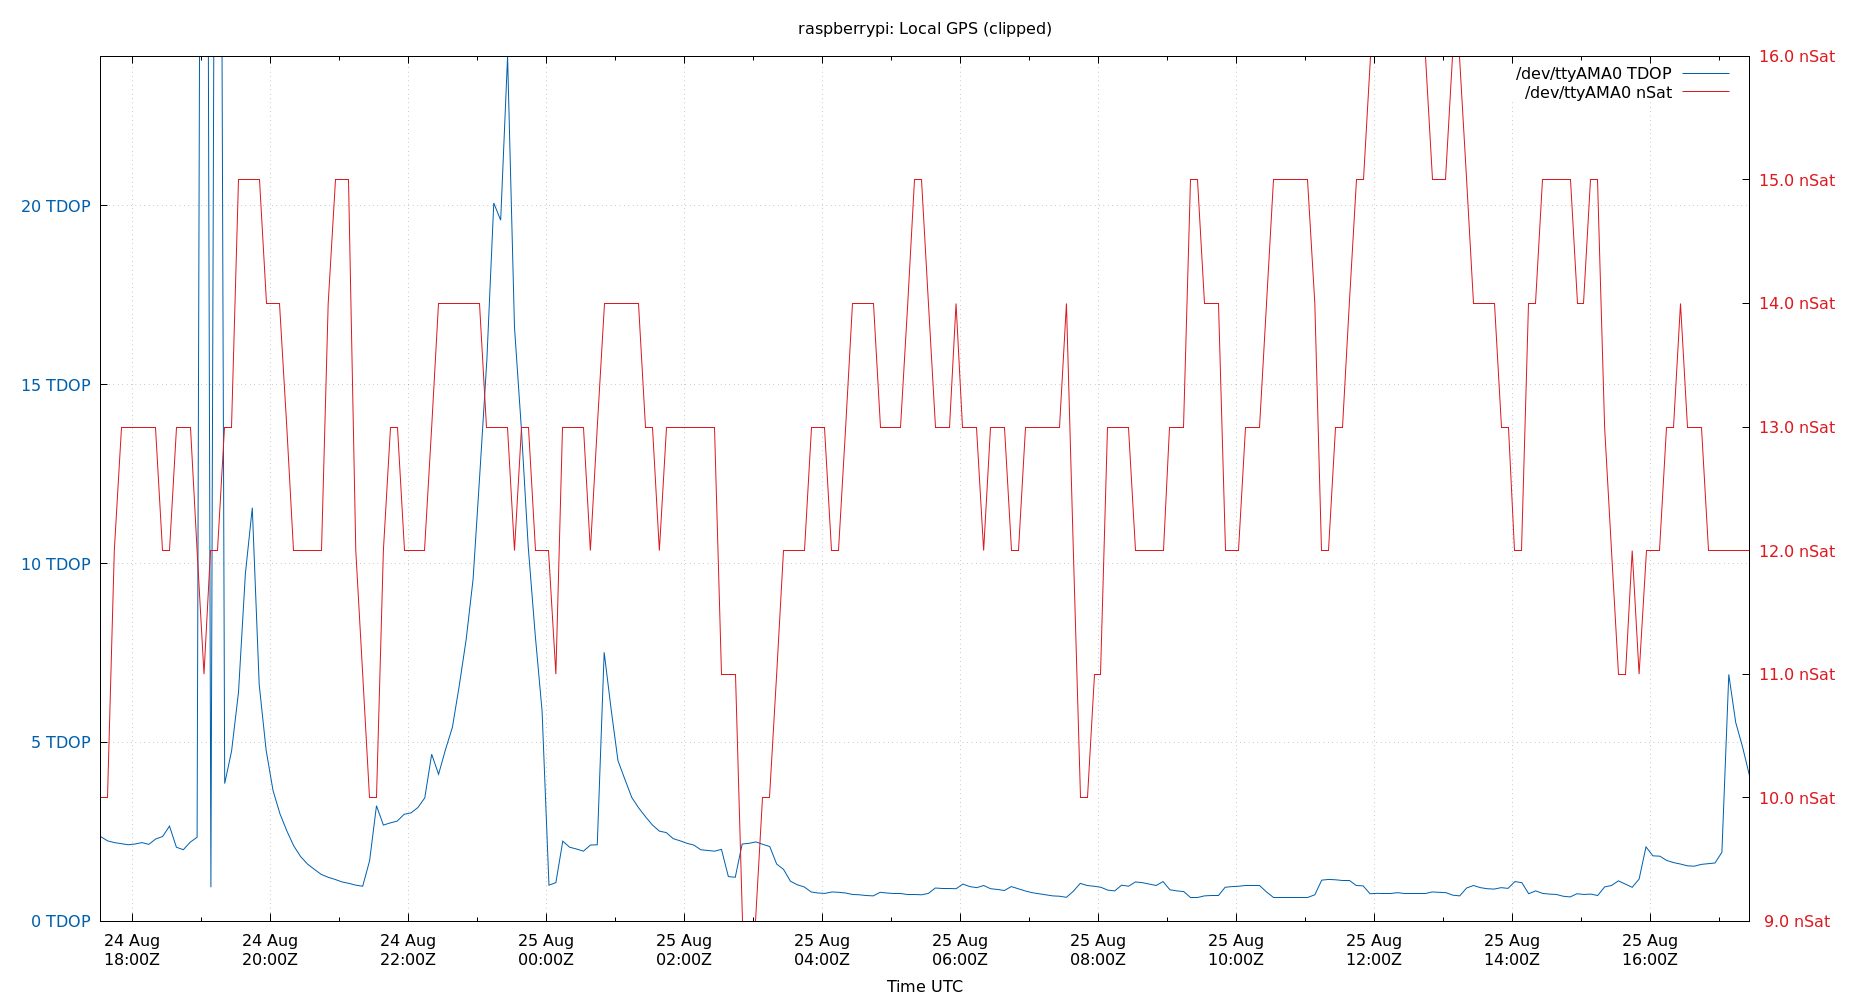 raspberrypi: Local GPS (clipped)
/dev/ttyAMA0 TDOP
/dev/ttyAMA0 nSat
20 TDOP
15 TDOP
10 TDOP
5 TDOP
0 TDOP
16.0 nSat
15.0 nSat
14.0 nSat
13.0 nSat
12.0 nSat
11.0 nSat
10.0 nSat
9.0 nSat
24 Aug 24 Aug 24 Aug 25 Aug 25 Aug 25 Aug 25 Aug 25 Aug 25 Aug 25 Aug 25 Aug 25 Aug
18:00Z 20:00Z 22:00Z 00:00Z 02:00Z 04:00Z 06:00Z 08:00Z 10:00Z 12:00Z 14:00Z 16:00Z
Time UTC